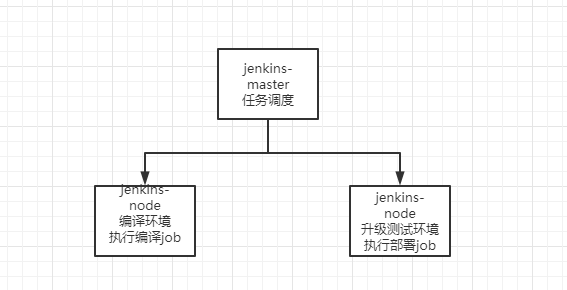 jenkins-
master
任务调度
jenkins-
node
编译环境
执行编译job
jenkins-
node
升级测试环境
执行部署job